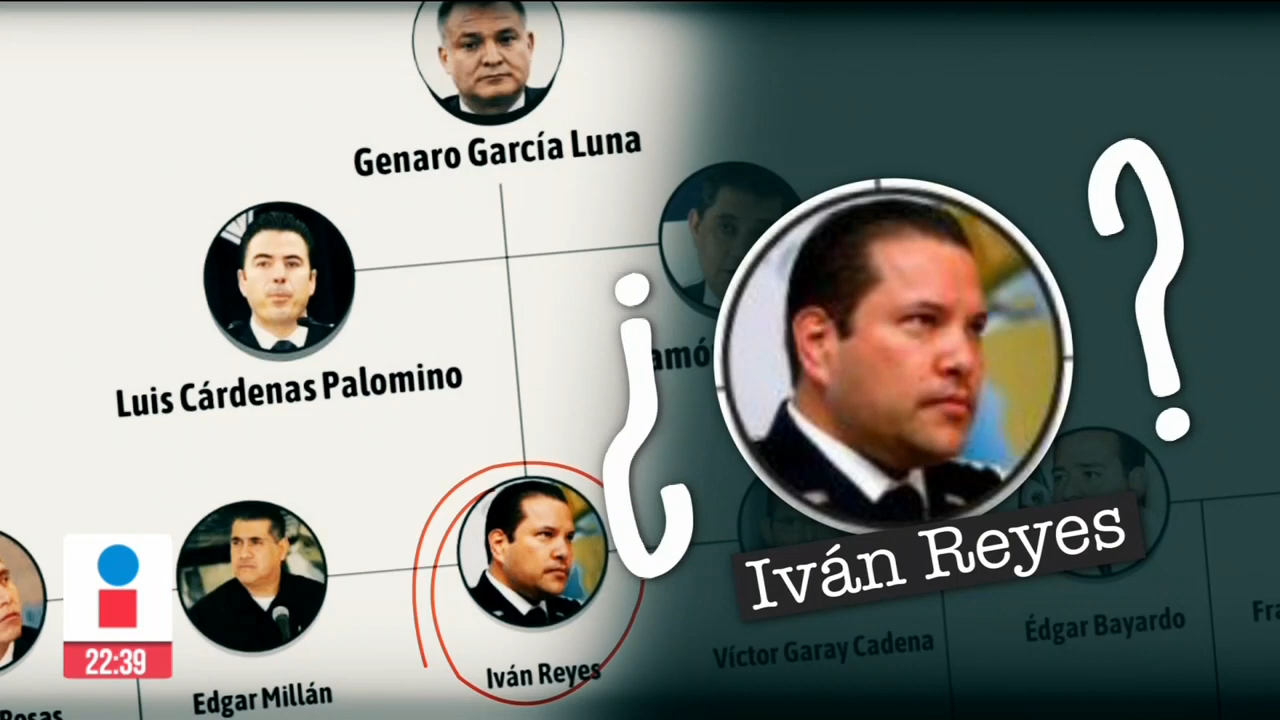 Genaro García Luna
Luis Cárdenas Palomino
¿
?
Iván Reyes
Víctor Garay Cadena
Édgar Bayardo
Iván Reyes
Edgar Millán
22:39